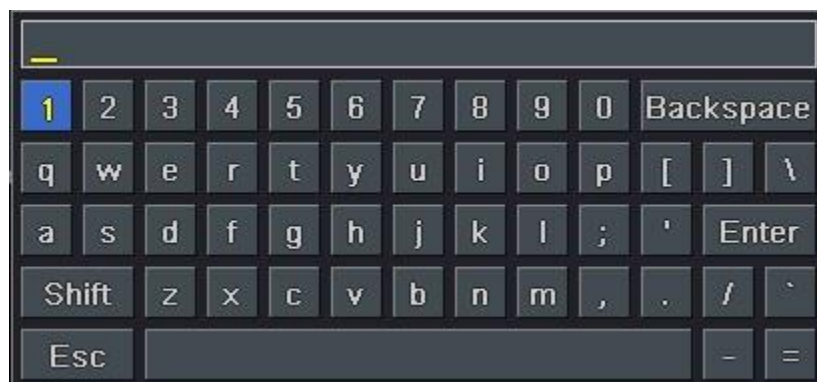 _
1 2 3 4 5 6 7 8 9 0 Backspace
q w e r t y u i o p [ ] \
a s d f g h j k l ; ' Enter
Shift z x c v b n m , . / `
Esc - =